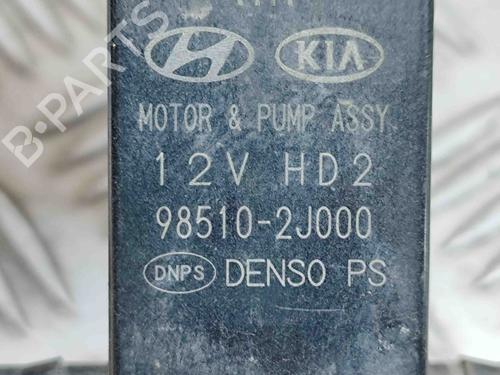 KIA
MOTOR & PUMP ASSY
12V HD2
98510-2J000
DNPS DENSO PS
B-PARTS